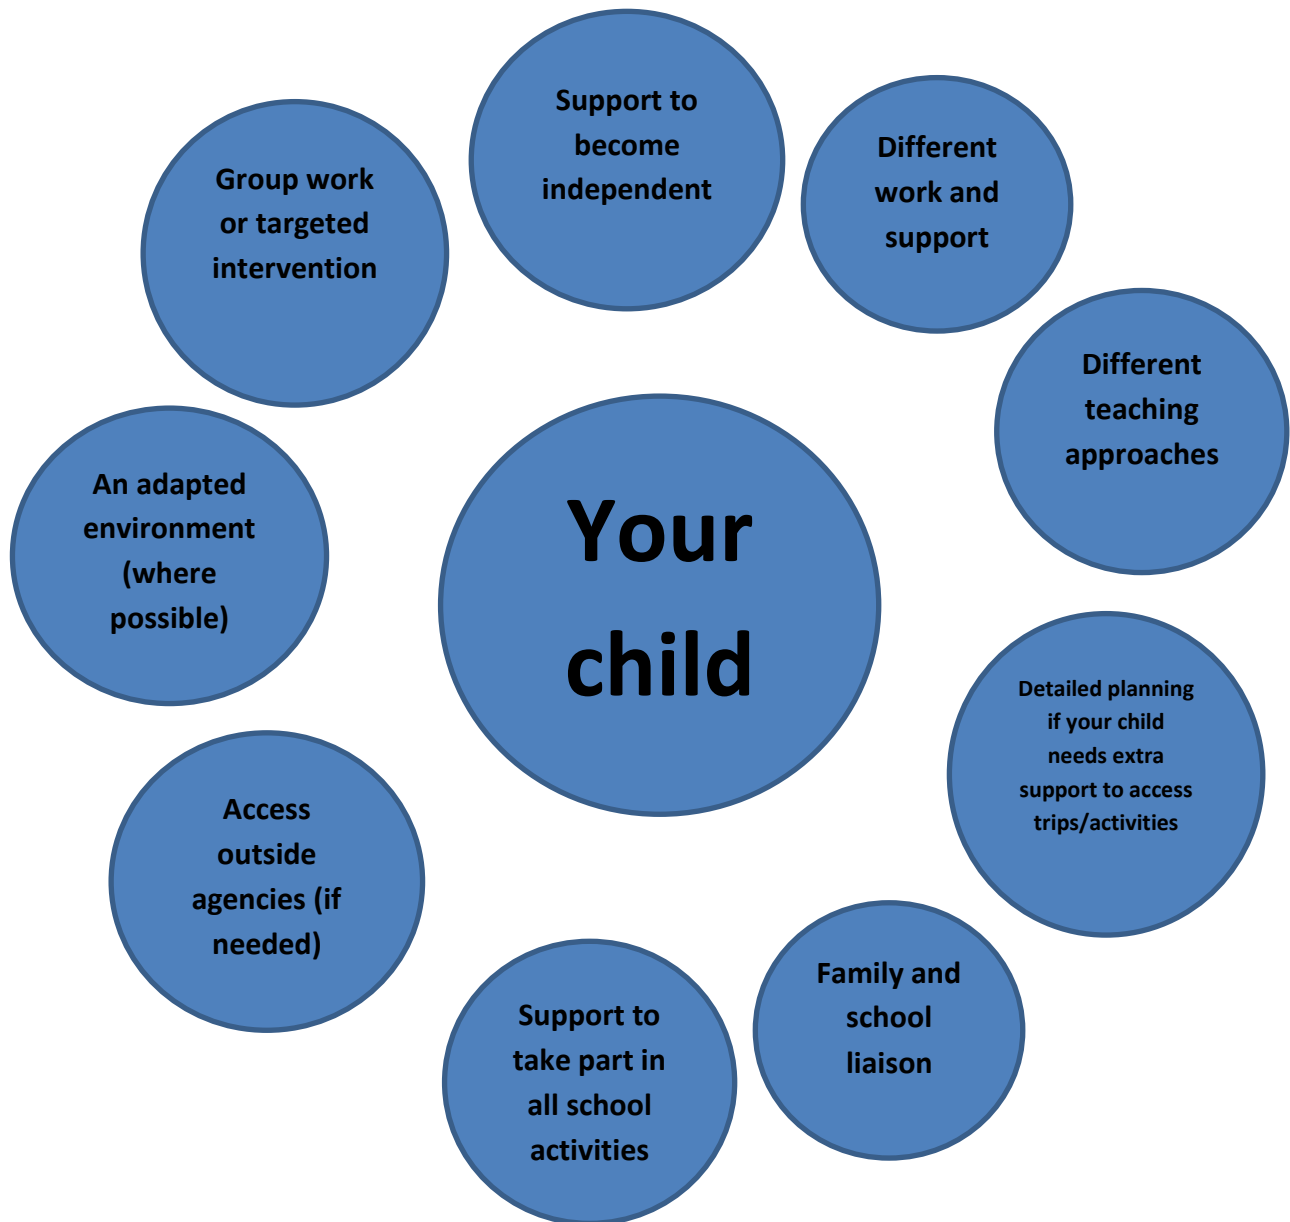 Support to
become
independent
Different
work and
support
Group work
or targeted
intervention
Different
teaching
approaches
An adapted
environment
(where
possible)
Your
child
Detailed planning
if your child
needs extra
support to access
trips/activities
Access
outside
agencies (if
needed)
Family and
school
liaison
Support to
take part in
all school
activities